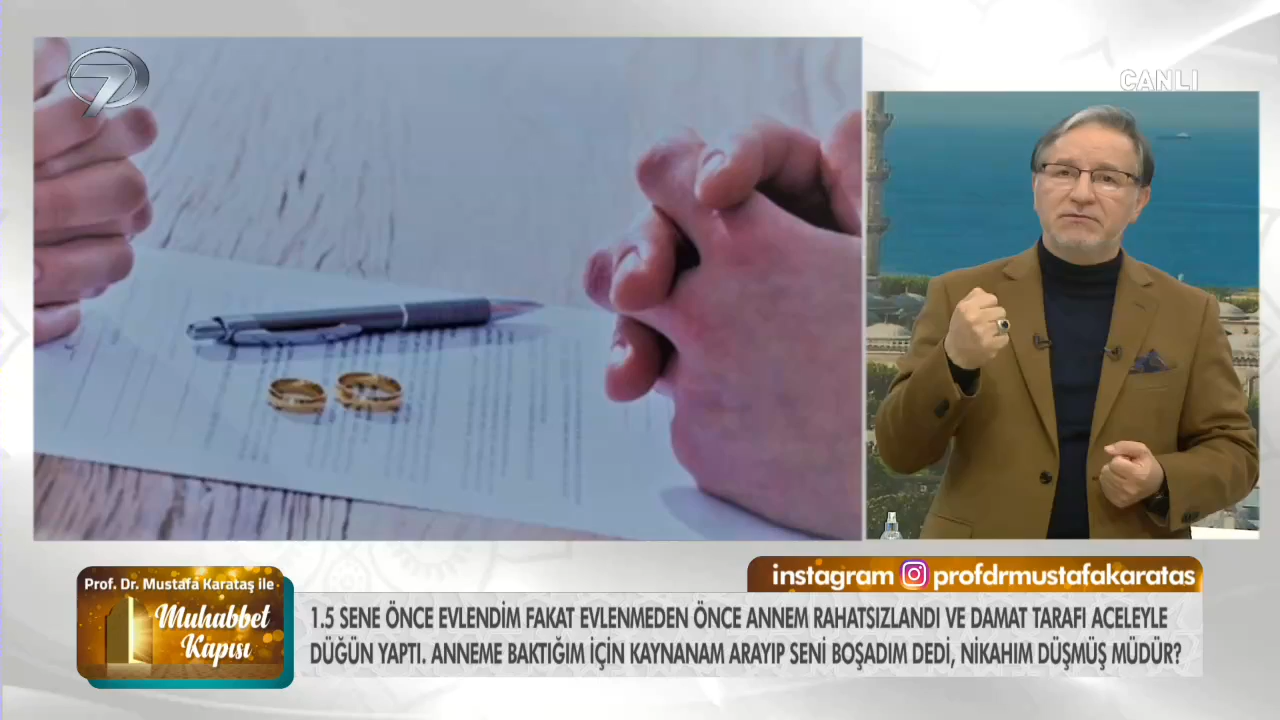 7
CANLI
Prof. Dr. Mustafa Karataş ile
Muhabbet
Kapısı
instagram profdrmustafakaratas
1.5 SENE ÖNCE EVLENDİM FAKAT EVLENMEDEN ÖNCE ANNEM RAHATSIZLANDI VE DAMAT TARAFI ACELEYLE
DÜĞÜN YAPTI. ANNEME BAKTIĞIM İÇİN KAYNANAM ARAYIP SENİ BOŞADIM DEDİ, NİKAHIM DÜŞMÜŞ MÜDÜR?